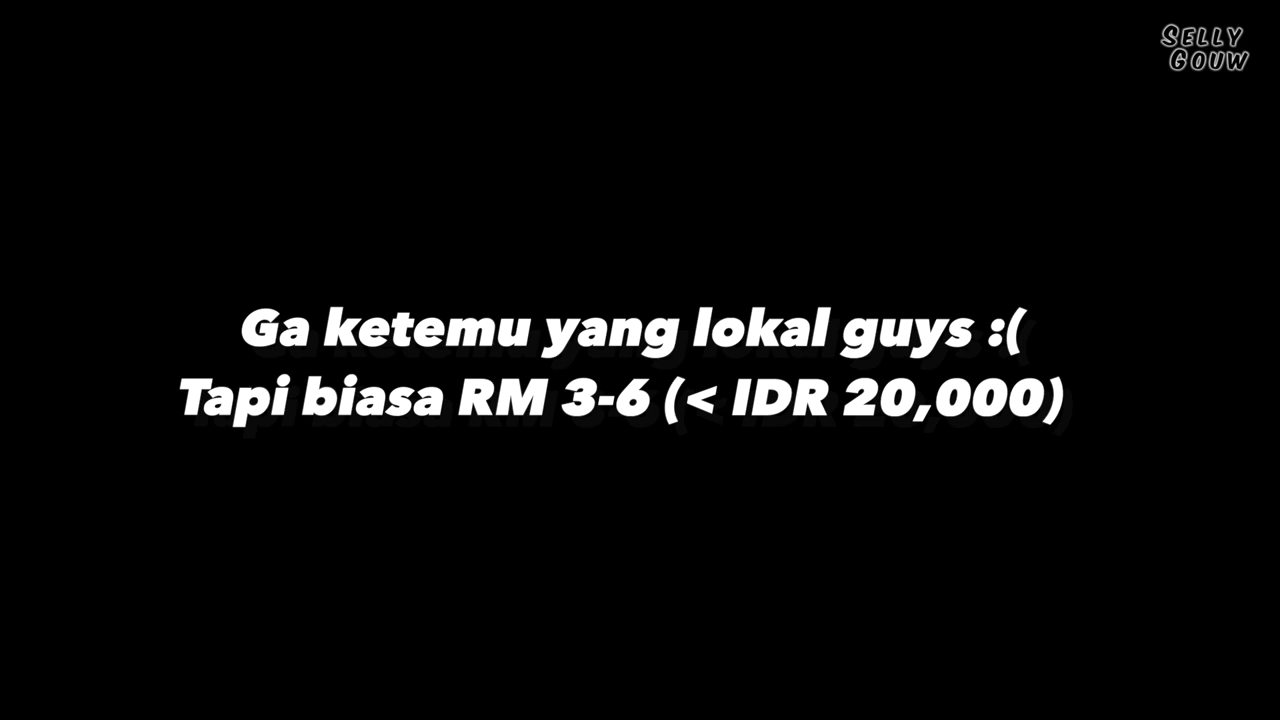 SELLY
GOUW
Ga ketemu yang lokal guys :(
Tapi biasa RM 3-6 (< IDR 20,000)